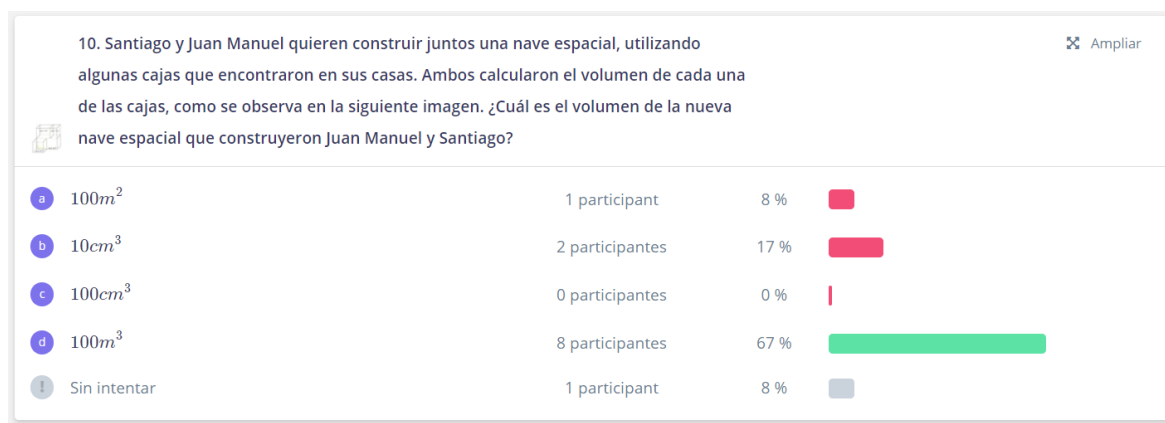 10. Santiago y Juan Manuel quieren construir juntos una nave espacial, utilizando
algunas cajas que encontraron en sus casas. Ambos calcularon el volumen de cada una
de las cajas, como se observa en la siguiente imagen. ¿Cuál es el volumen de la nueva
nave espacial que construyeron Juan Manuel y Santiago?
Ampliar
a 100m² 1 participant 8 %
b 10cm³ 2 participantes 17 %
c 100cm³ 0 participantes 0 %
d 100m³ 8 participantes 67 %
! Sin intentar 1 participant 8 %